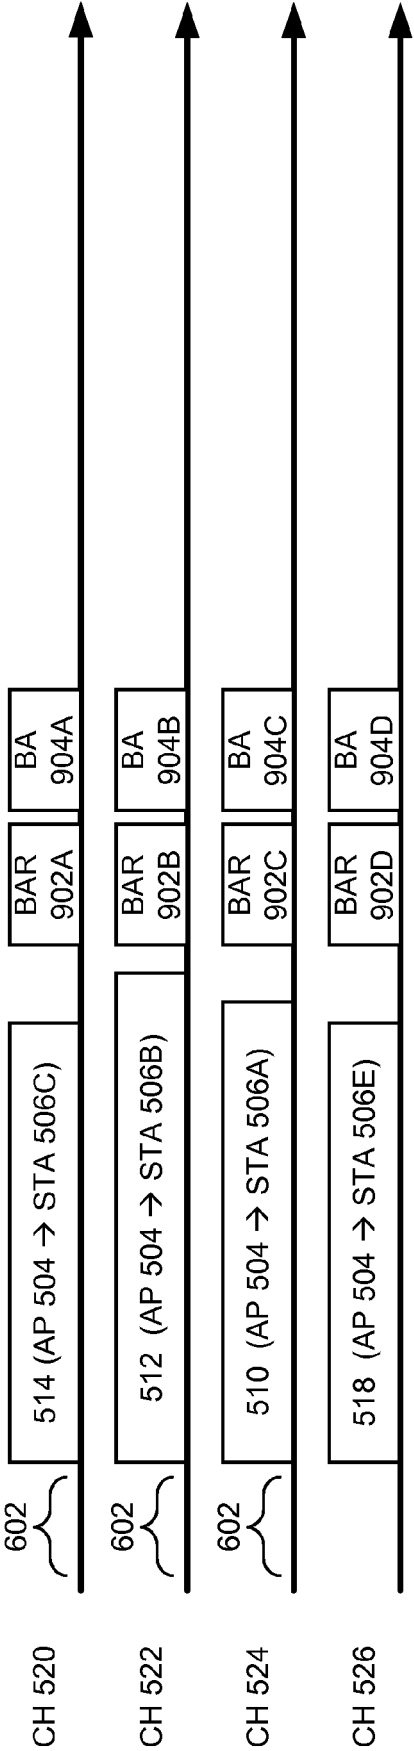 CH 520
602
514 (AP 504 → STA 506C)
BAR
902A
BA
904A
CH 522
602
512 (AP 504 → STA 506B)
BAR
902B
BA
904B
CH 524
602
510 (AP 504 → STA 506A)
BAR
902C
BA
904C
CH 526
518 (AP 504 → STA 506E)
BAR
902D
BA
904D